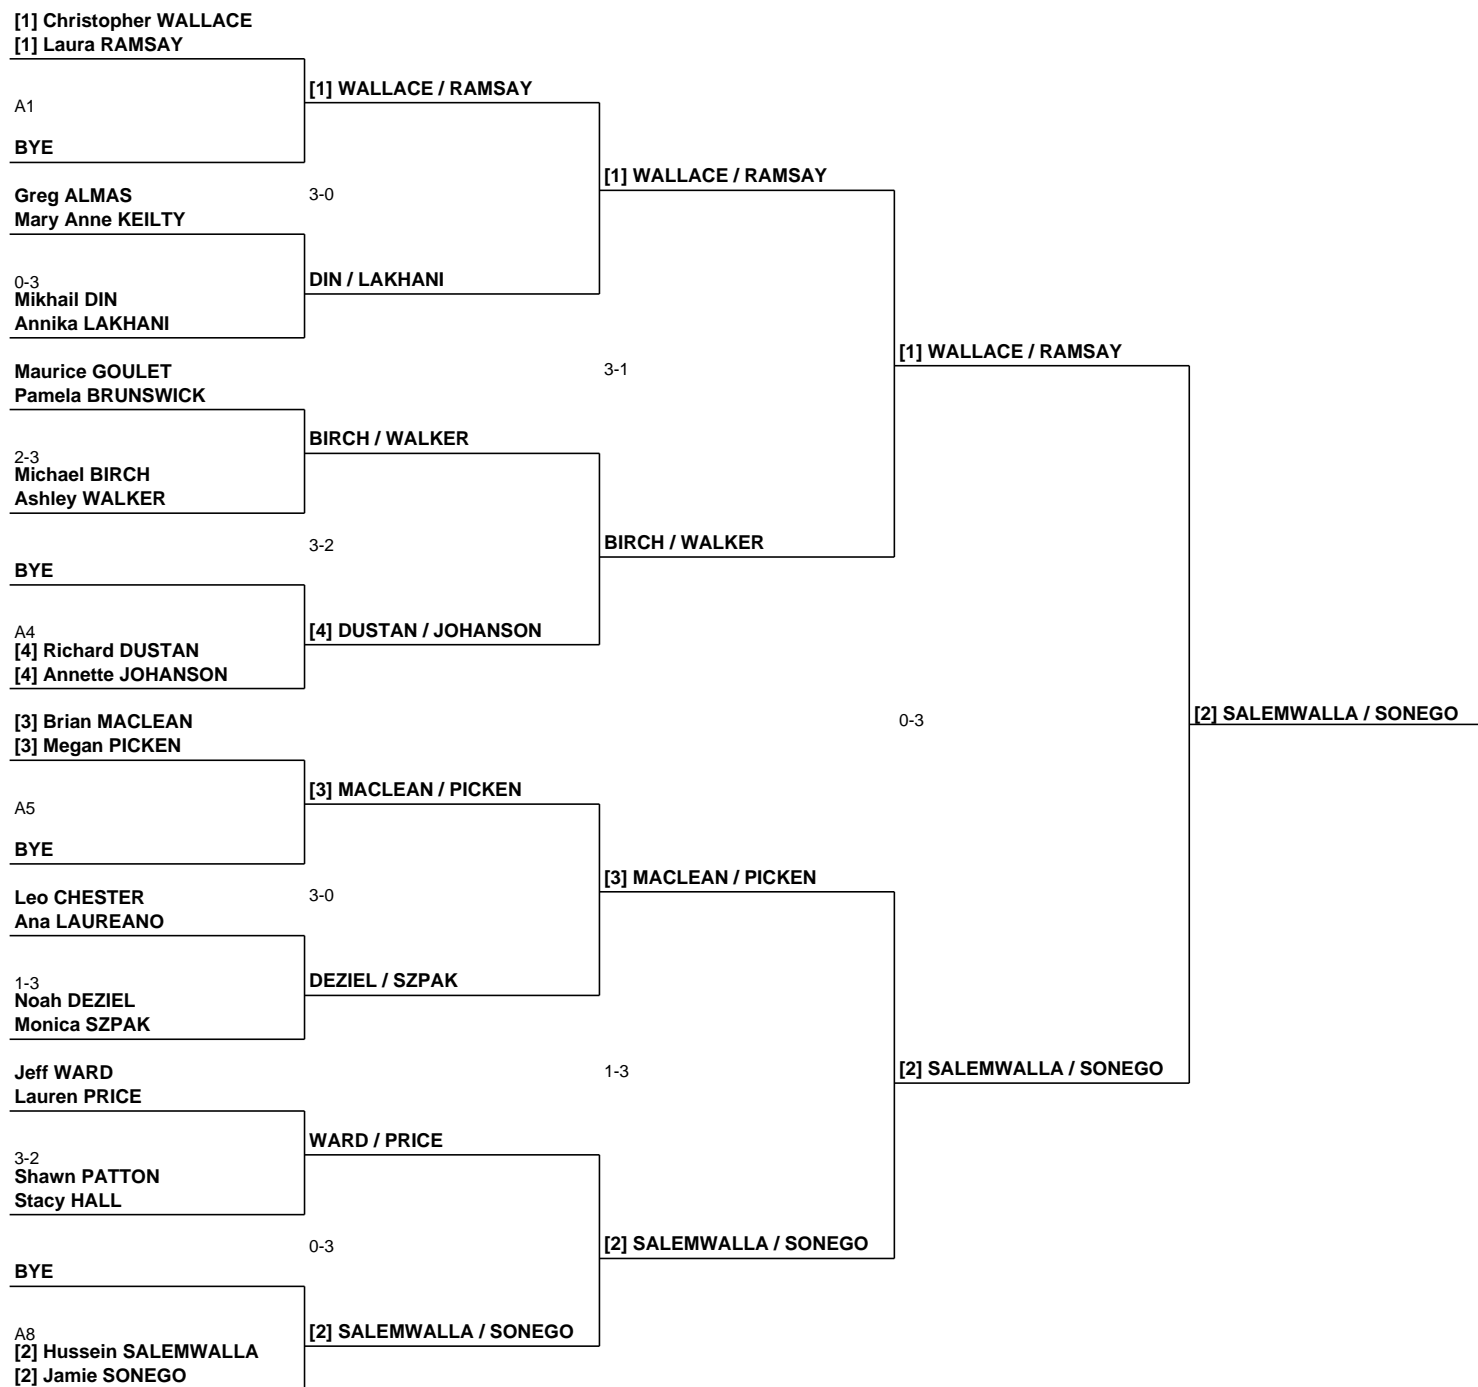 [1] Christopher WALLACE
[1] Laura RAMSAY
A1
BYE
Greg ALMAS
Mary Anne KEILTY
0-3
Mikhail DIN
Annika LAKHANI
Maurice GOULET
Pamela BRUNSWICK
2-3
Michael BIRCH
Ashley WALKER
BYE
A4
[4] Richard DUSTAN
[4] Annette JOHANSON
[3] Brian MACLEAN
[3] Megan PICKEN
A5
BYE
Leo CHESTER
Ana LAUREANO
1-3
Noah DEZIEL
Monica SZPAK
Jeff WARD
Lauren PRICE
3-2
Shawn PATTON
Stacy HALL
BYE
A8
[2] Hussein SALEMWALLA
[2] Jamie SONEGO
[1] WALLACE / RAMSAY
3-0
DIN / LAKHANI
BIRCH / WALKER
3-2
[4] DUSTAN / JOHANSON
[3] MACLEAN / PICKEN
3-0
DEZIEL / SZPAK
WARD / PRICE
0-3
[2] SALEMWALLA / SONEGO
[1] WALLACE / RAMSAY
3-1
BIRCH / WALKER
[3] MACLEAN / PICKEN
1-3
[2] SALEMWALLA / SONEGO
[1] WALLACE / RAMSAY
0-3
[2] SALEMWALLA / SONEGO
[2] SALEMWALLA / SONEGO